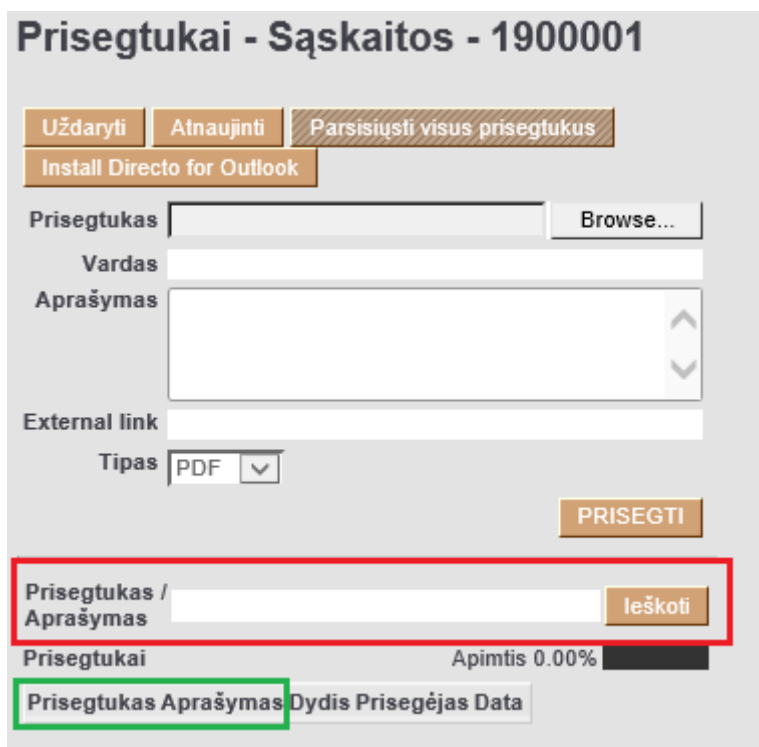 Prisegtukai - Sąskaitos - 1900001
Uždaryti Atnaujinti Parsisiųsti visus prisegtukus
Install Directo for Outlook
Prisegtukas Browse...
Vardas
Aprašymas
External link
Tipas PDF
PRISEGTI
Prisegtukas /
Aprašymas Ieškoti
Prisegtukai Apimtis 0.00%
Prisegtukas Aprašymas Dydis Prisegėjas Data